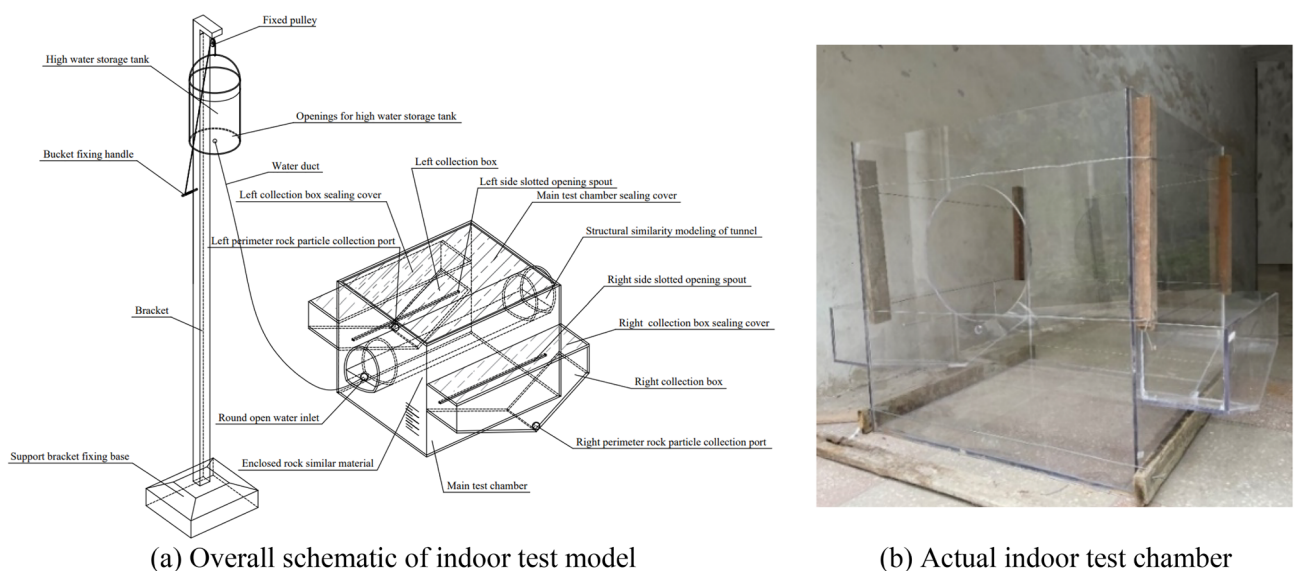 Fixed pulley
High water storage tank
Openings for high water storage tank
Bucket fixing handle
Water duct
Left collection box
Left side slotted opening spout
Left collection box sealing cover
Main test chamber sealing cover
Left perimeter rock particle collection port
Structural similarity modeling of tunnel
Right side slotted opening spout
Bracket
Right collection box sealing cover
Right collection box
Round open water inlet
Right perimeter rock particle collection port
Support bracket fixing base
Enclosed rock similar material
Main test chamber
(a) Overall schematic of indoor test model
(b) Actual indoor test chamber